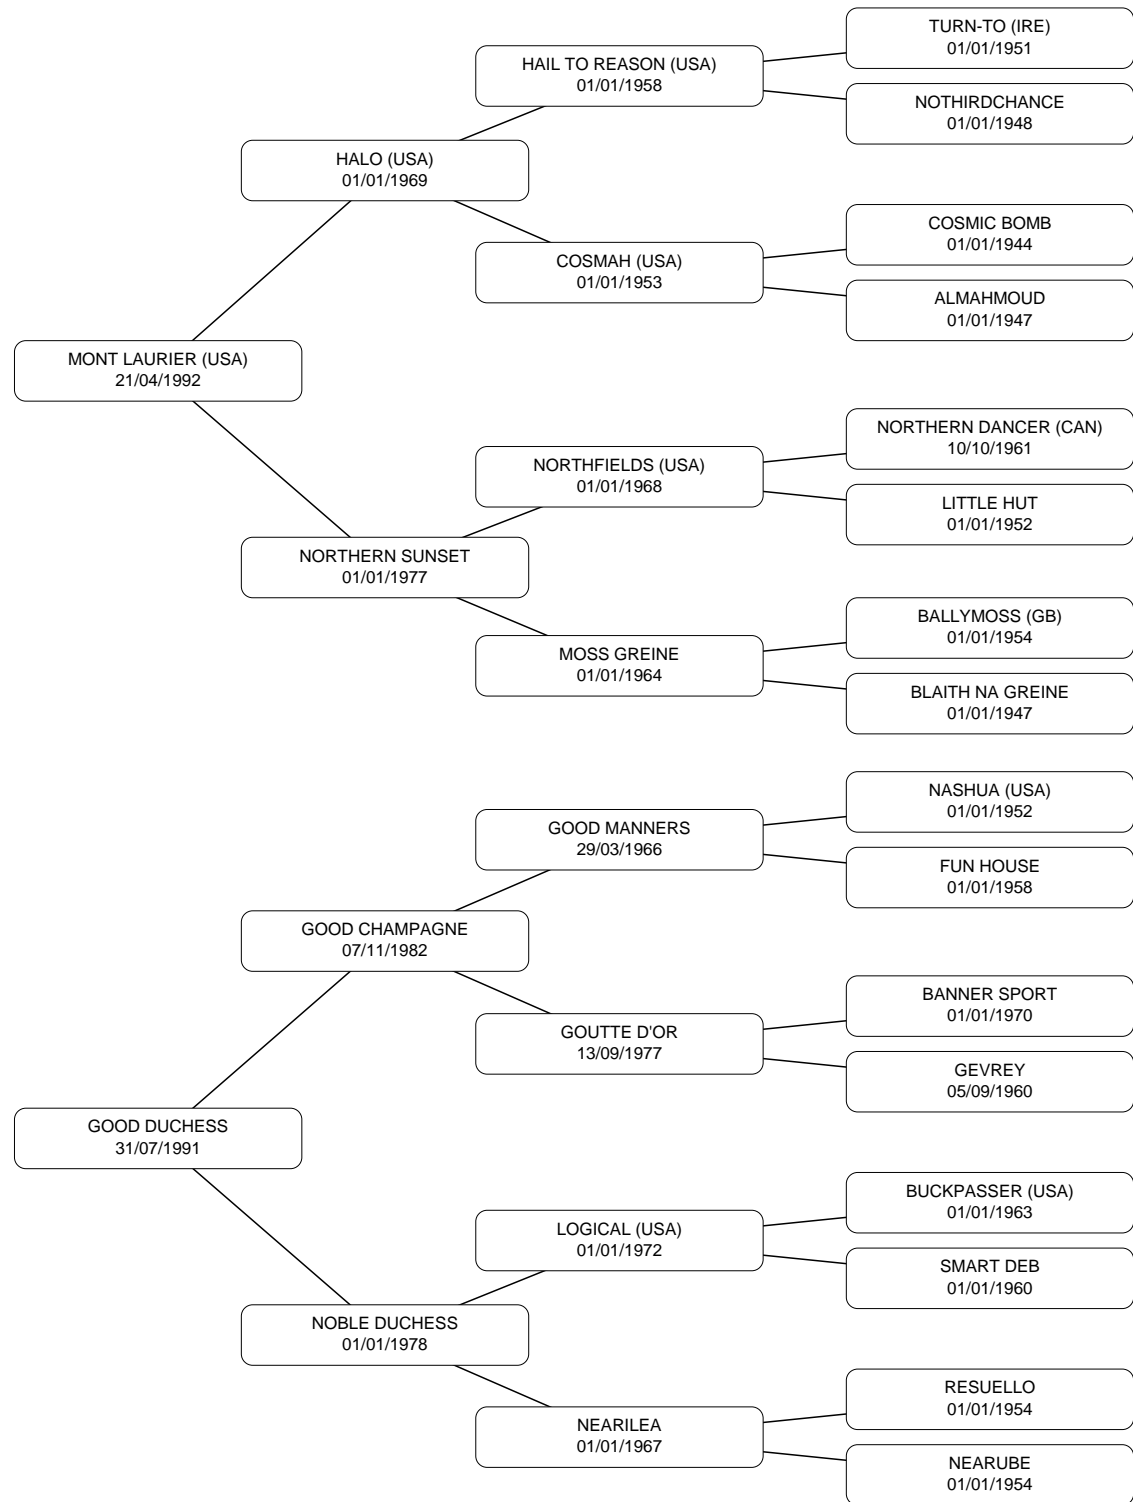 TURN-TO (IRE)
01/01/1951
HAIL TO REASON (USA)
01/01/1958
NOTHIRDCHANCE
01/01/1948
HALO (USA)
01/01/1969
COSMIC BOMB
01/01/1944
COSMAH (USA)
01/01/1953
ALMAHMOUD
01/01/1947
MONT LAURIER (USA)
21/04/1992
NORTHERN DANCER (CAN)
10/10/1961
NORTHFIELDS (USA)
01/01/1968
LITTLE HUT
01/01/1952
NORTHERN SUNSET
01/01/1977
BALLYMOSS (GB)
01/01/1954
MOSS GREINE
01/01/1964
BLAITH NA GREINE
01/01/1947
NASHUA (USA)
01/01/1952
GOOD MANNERS
29/03/1966
FUN HOUSE
01/01/1958
GOOD CHAMPAGNE
07/11/1982
BANNER SPORT
01/01/1970
GOUTTE D'OR
13/09/1977
GEVREY
05/09/1960
GOOD DUCHESS
31/07/1991
BUCKPASSER (USA)
01/01/1963
LOGICAL (USA)
01/01/1972
SMART DEB
01/01/1960
NOBLE DUCHESS
01/01/1978
RESUELLO
01/01/1954
NEARILEA
01/01/1967
NEARUBE
01/01/1954